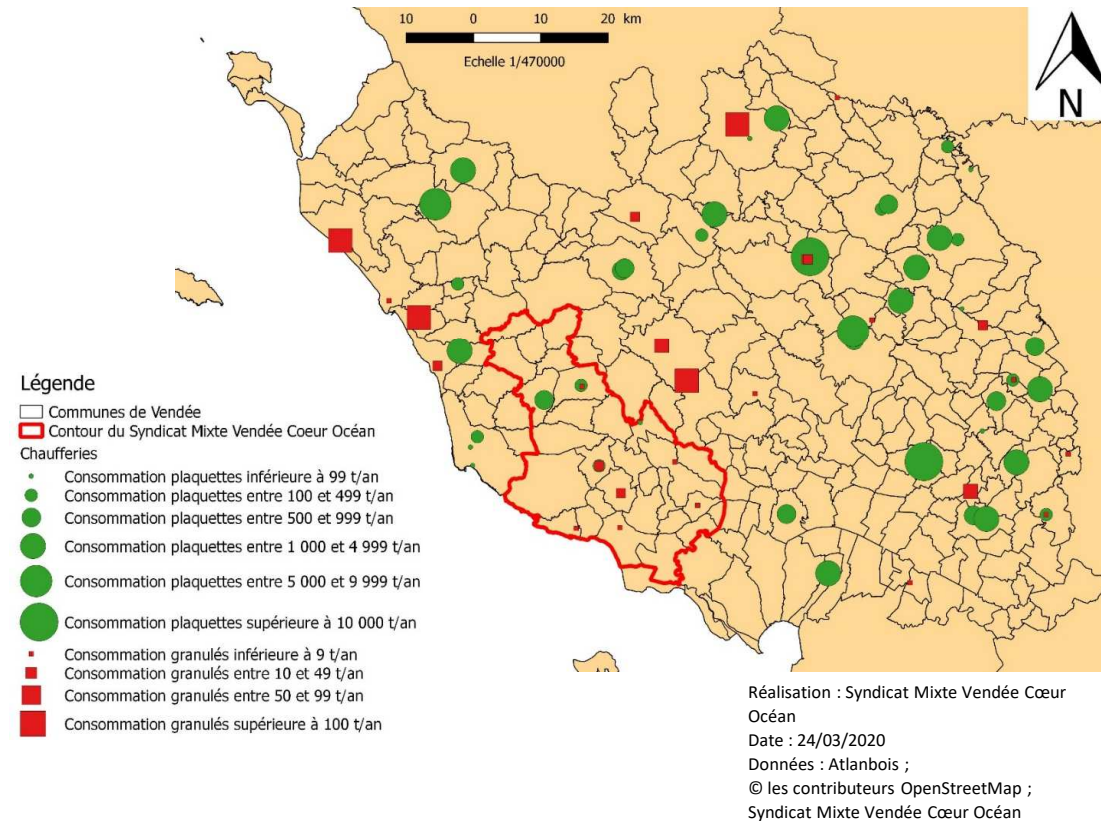 10 0 10 20 km
Echelle 1/470000
N
Légende
Communes de Vendée
Contour du Syndicat Mixte Vendée Coeur Océan
Chaufferies
Consommation plaquettes inférieure à 99 t/an
Consommation plaquettes entre 100 et 499 t/an
Consommation plaquettes entre 500 et 999 t/an
Consommation plaquettes entre 1 000 et 4 999 t/an
Consommation plaquettes entre 5 000 et 9 999 t/an
Consommation plaquettes supérieure à 10 000 t/an
Consommation granulés inférieure à 9 t/an
Consommation granulés entre 10 et 49 t/an
Consommation granulés entre 50 et 99 t/an
Consommation granulés supérieure à 100 t/an
Réalisation : Syndicat Mixte Vendée Cœur
Océan
Date : 24/03/2020
Données : Atlanbois ;
© les contributeurs OpenStreetMap ;
Syndicat Mixte Vendée Cœur Océan